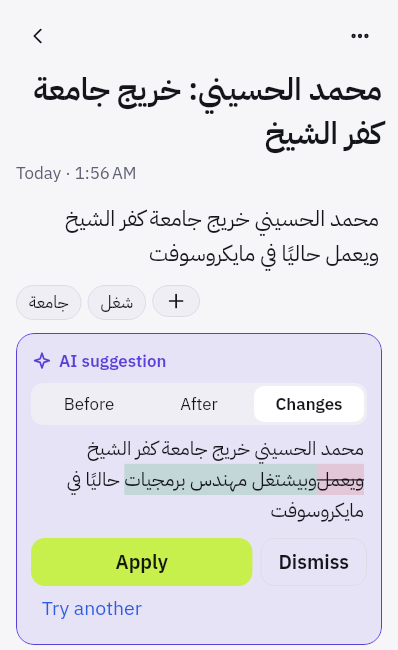 محمد الحسيني: خريج جامعة
كفر الشيخ
Today · 1:56 AM
محمد الحسيني خريج جامعة كفر الشيخ
ويعمل حاليًا في مايكروسوفت
جامعة شغل +
AI suggestion
Before After Changes
محمد الحسيني خريج جامعة كفر الشيخ
ويعمل وبيشتغل مهندس برمجيات حاليًا في
مايكروسوفت
Apply Dismiss
Try another